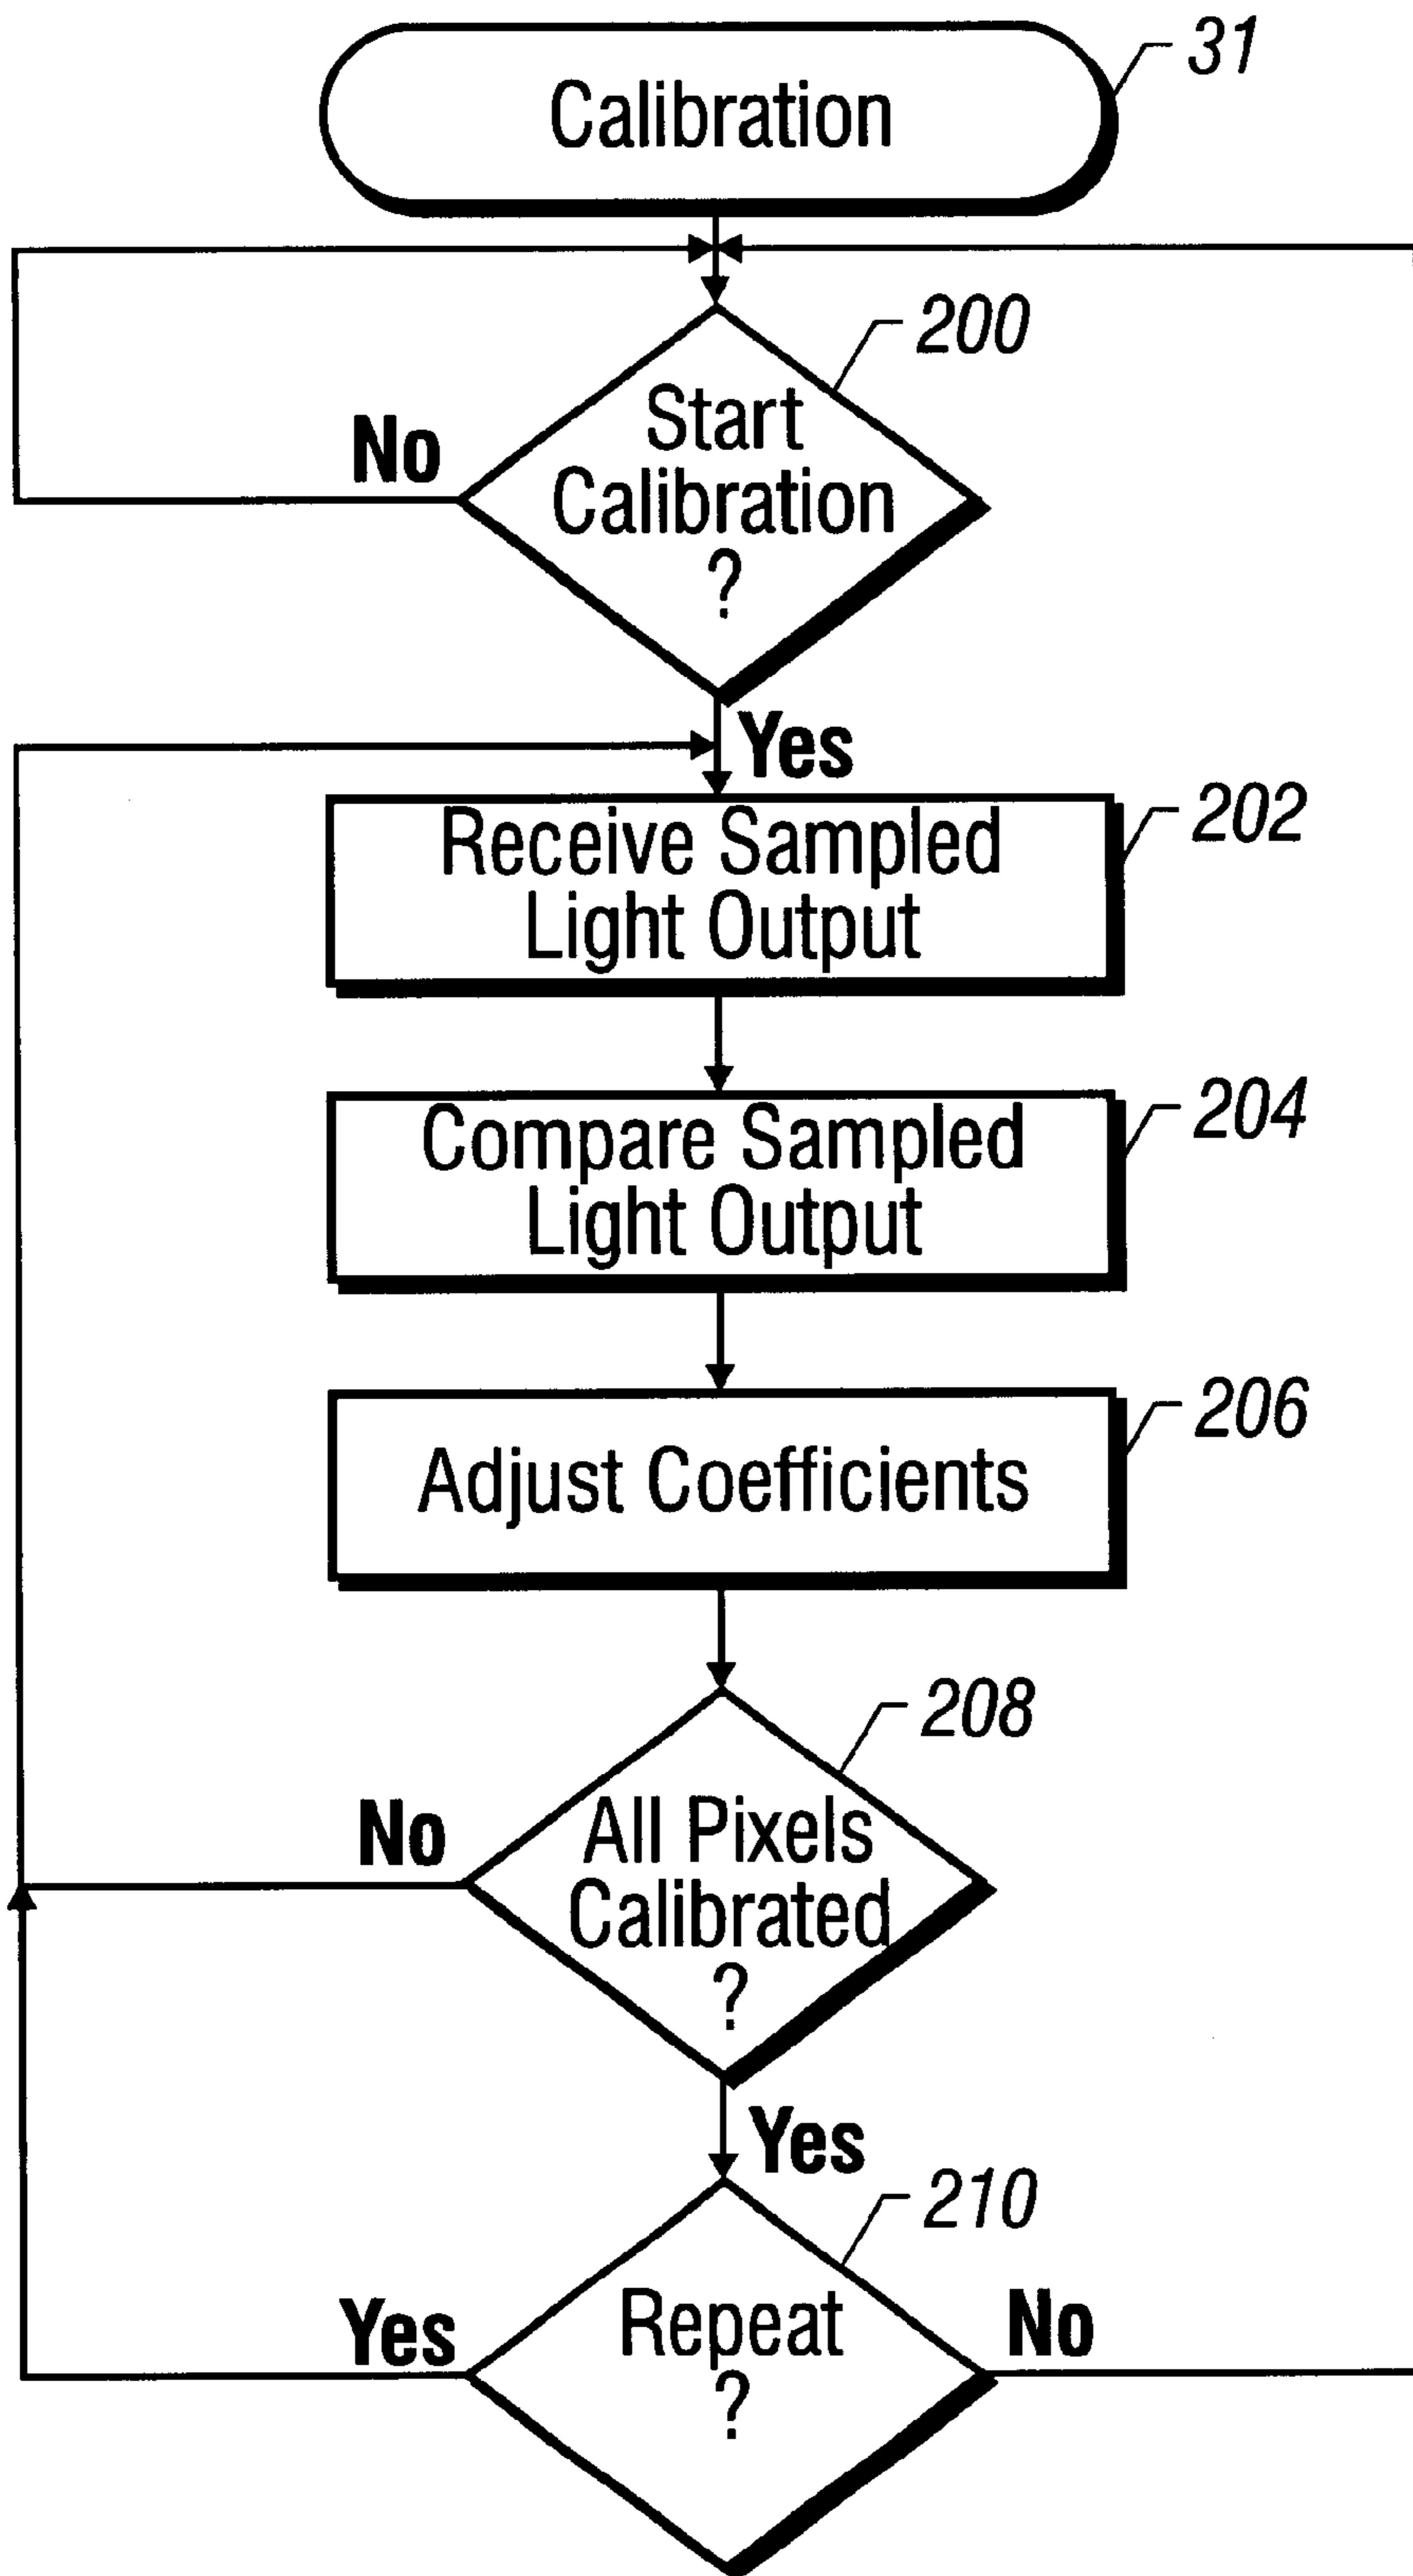 Calibration
31
200
Start
Calibration
?
No
Yes
202
Receive Sampled
Light Output
204
Compare Sampled
Light Output
206
Adjust Coefficients
208
All Pixels
Calibrated
?
No
Yes
210
Repeat
?
Yes
No